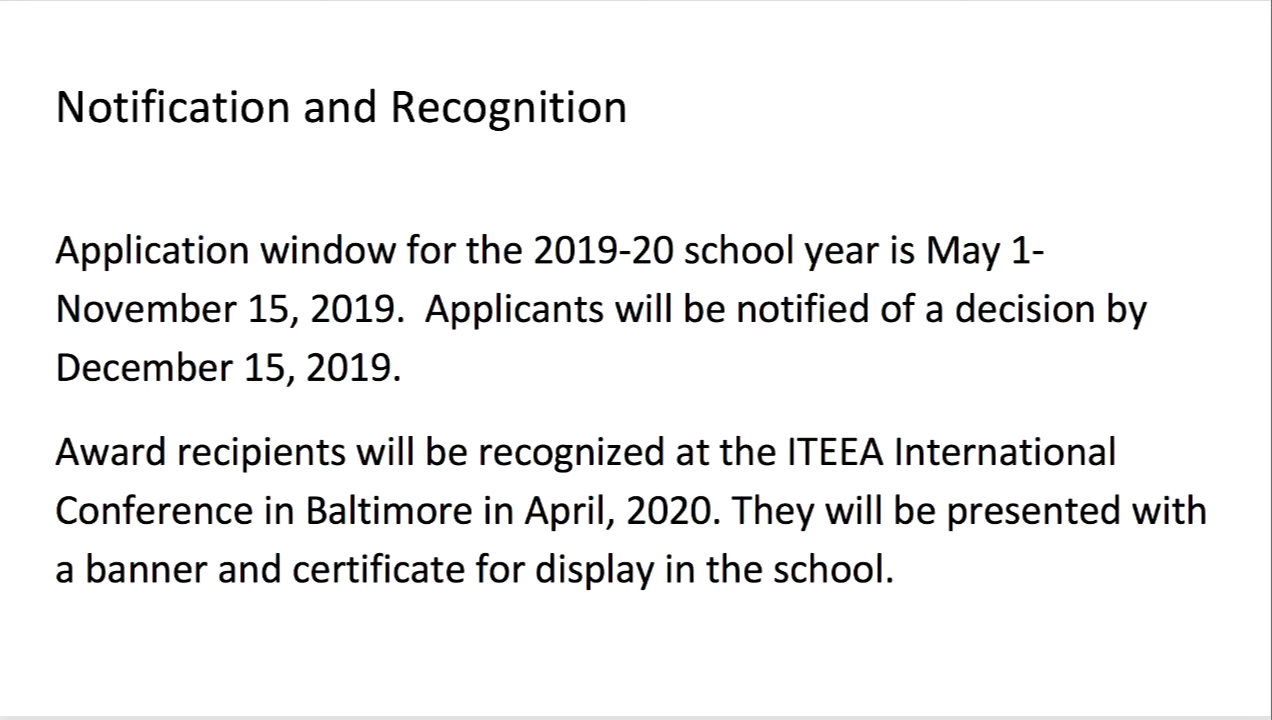 Notification and Recognition
Application window for the 2019-20 school year is May 1-
November 15, 2019.  Applicants will be notified of a decision by
December 15, 2019.
Award recipients will be recognized at the ITEEA International
Conference in Baltimore in April, 2020. They will be presented with
a banner and certificate for display in the school.